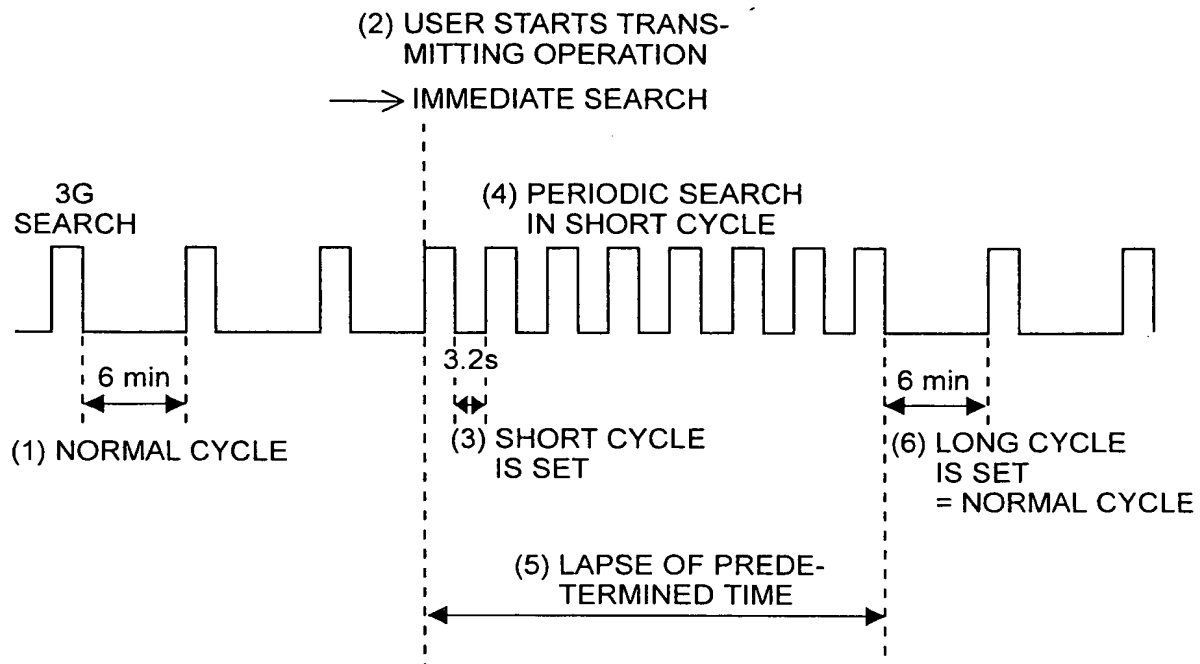 (2) USER STARTS TRANS-
MITTING OPERATION
IMMEDIATE SEARCH
3G
SEARCH
(4) PERIODIC SEARCH
IN SHORT CYCLE
6 min
3.2s
6 min
(1) NORMAL CYCLE
(3) SHORT CYCLE
IS SET
(6) LONG CYCLE
IS SET
= NORMAL CYCLE
(5) LAPSE OF PREDE-
TERMINED TIME